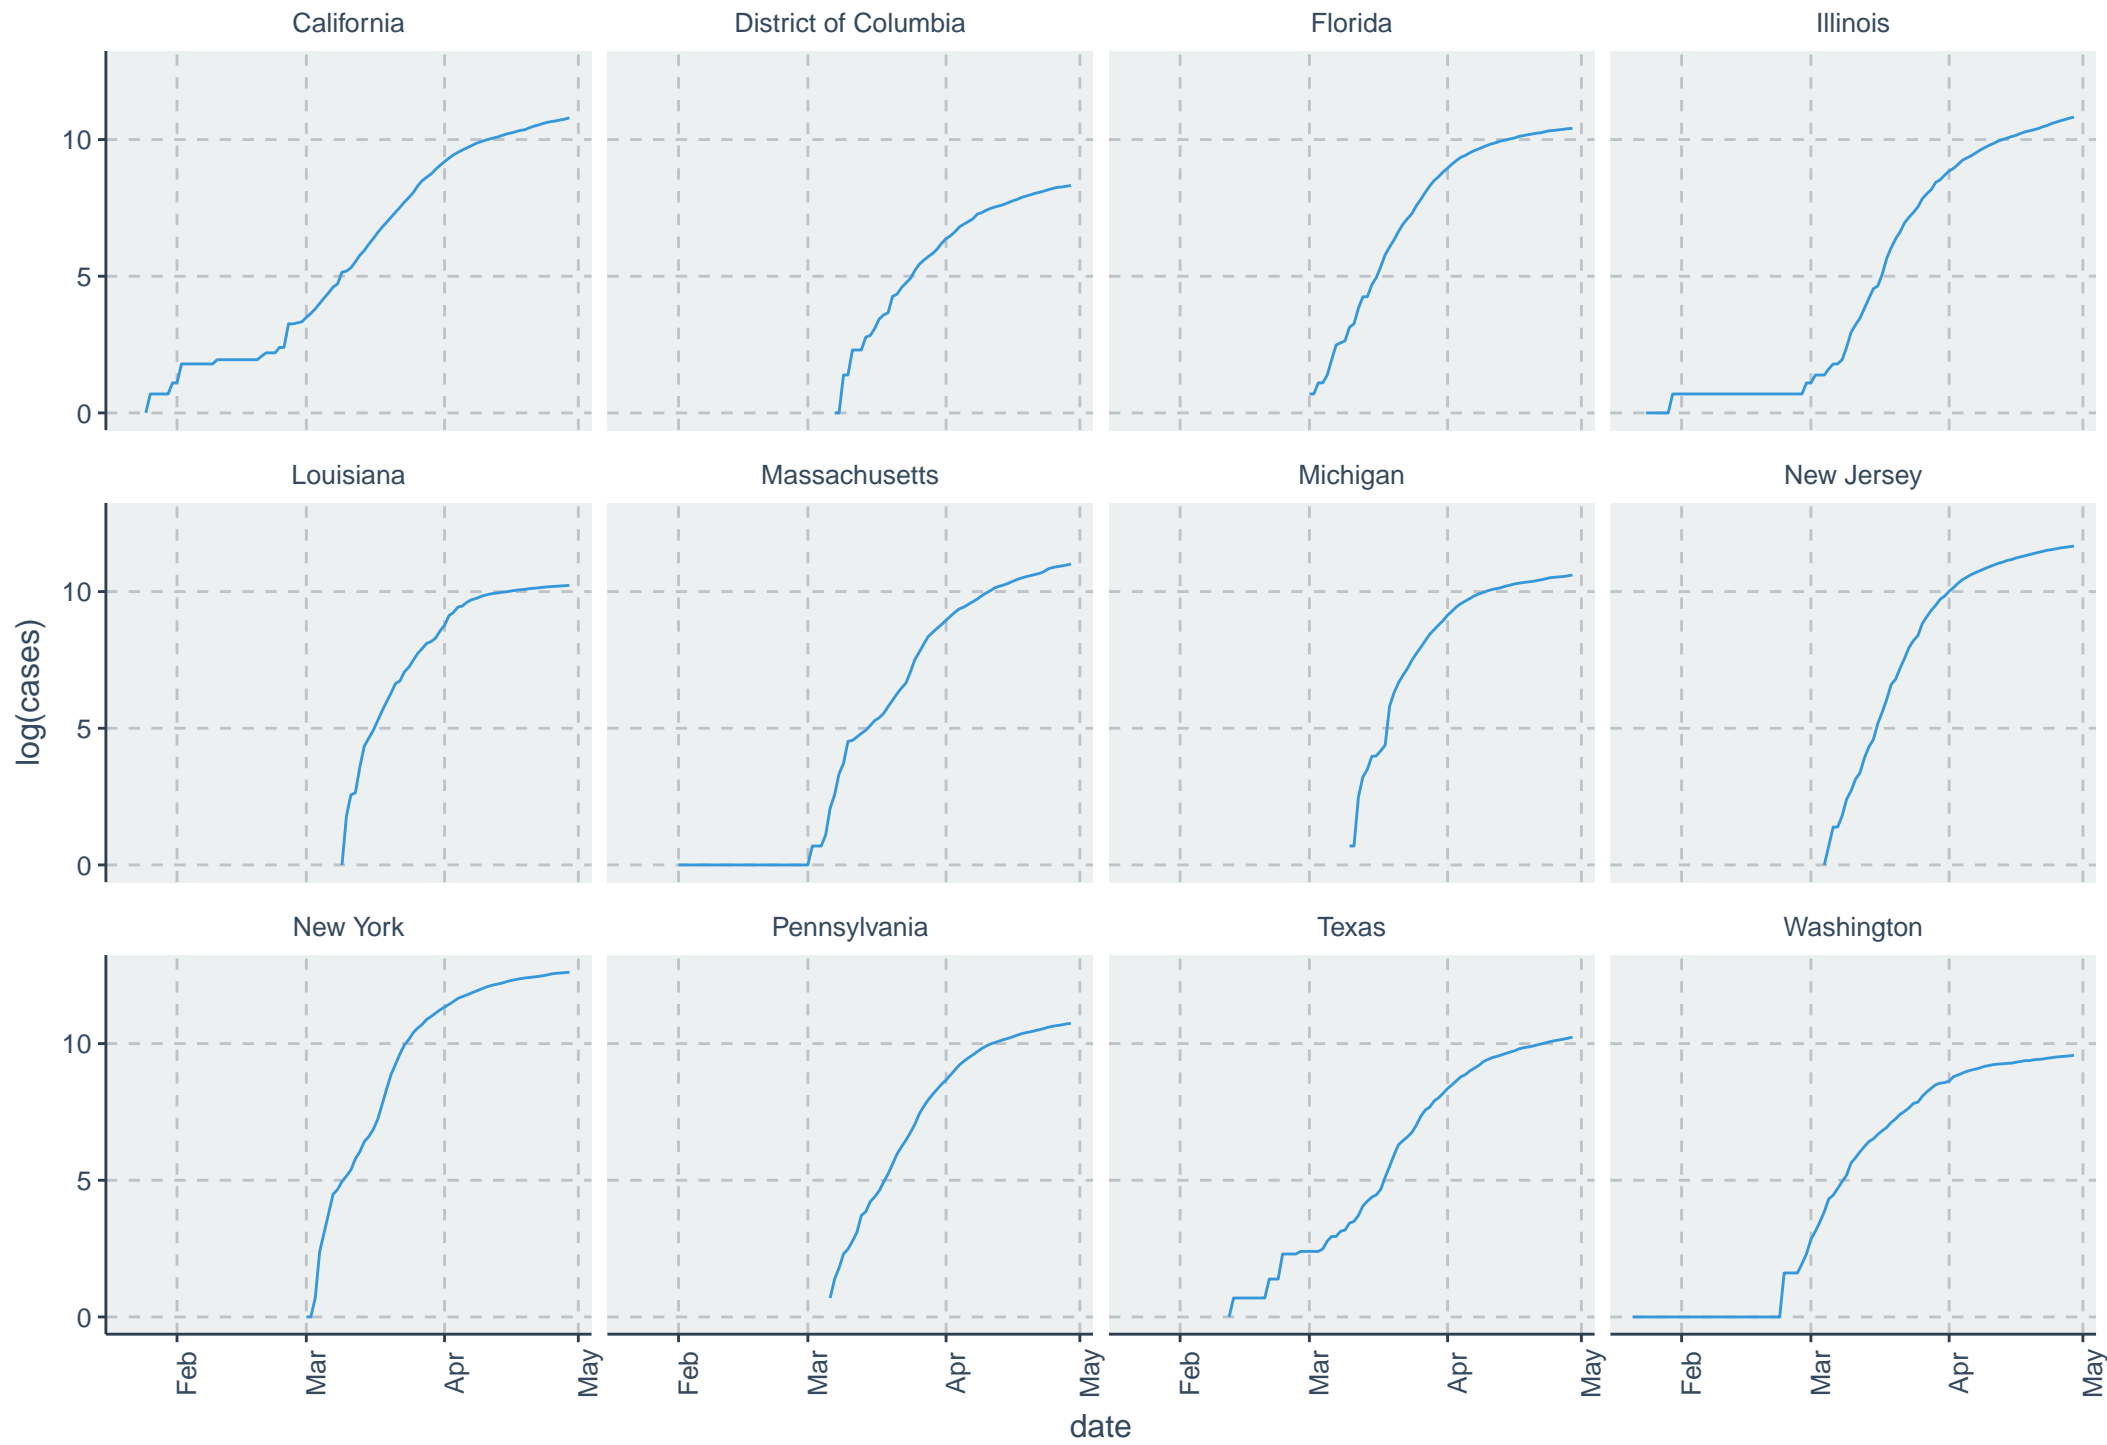 California
District of Columbia
Florida
Illinois
10
5
0
Louisiana
Massachusetts
Michigan
New Jersey
10
5
0
log(cases)
New York
Pennsylvania
Texas
Washington
10
5
0
Feb
Mar
Apr
May
Feb
Mar
Apr
May
Feb
Mar
Apr
May
Feb
Mar
Apr
May
date